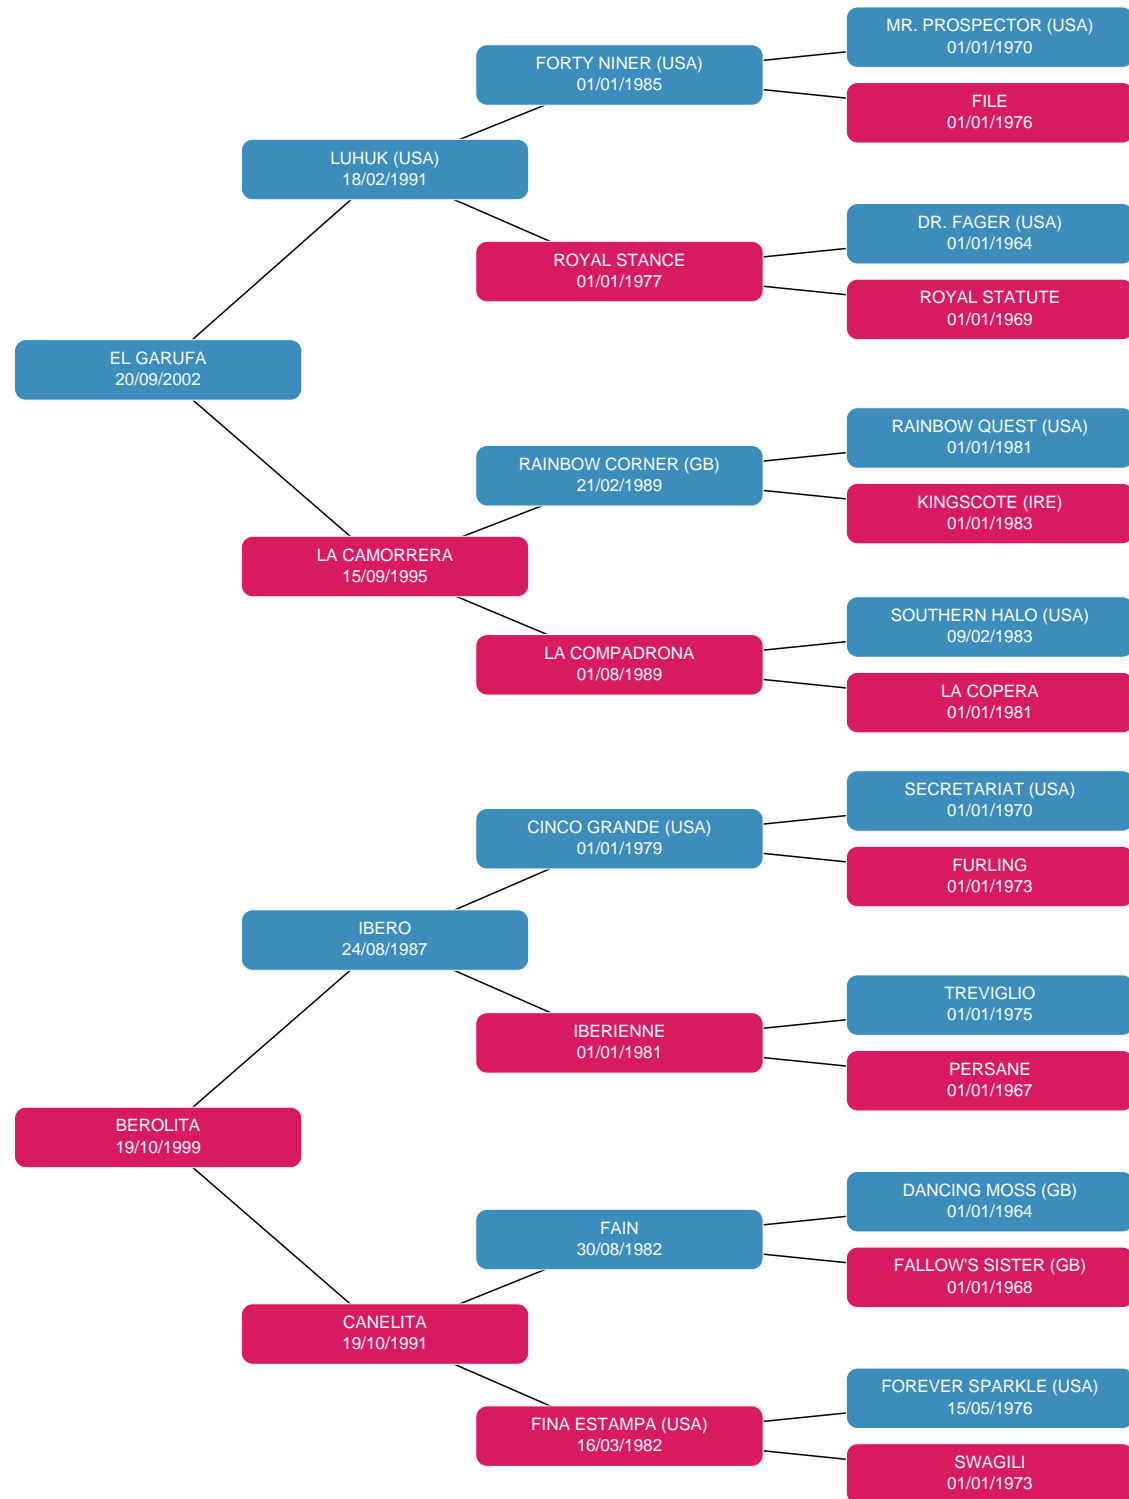 MR. PROSPECTOR (USA)
01/01/1970
FORTY NINER (USA)
01/01/1985
FILE
01/01/1976
LUHUK (USA)
18/02/1991
DR. FAGER (USA)
01/01/1964
ROYAL STANCE
01/01/1977
ROYAL STATUTE
01/01/1969
EL GARUFA
20/09/2002
RAINBOW QUEST (USA)
01/01/1981
RAINBOW CORNER (GB)
21/02/1989
KINGSCOTE (IRE)
01/01/1983
LA CAMORRERA
15/09/1995
SOUTHERN HALO (USA)
09/02/1983
LA COMPADRONA
01/08/1989
LA COPERA
01/01/1981
SECRETARIAT (USA)
01/01/1970
CINCO GRANDE (USA)
01/01/1979
FURLING
01/01/1973
IBERO
24/08/1987
TREVIGLIO
01/01/1975
IBERIENNE
01/01/1981
PERSANE
01/01/1967
BEROLITA
19/10/1999
DANCING MOSS (GB)
01/01/1964
FAIN
30/08/1982
FALLOW'S SISTER (GB)
01/01/1968
CANELITA
19/10/1991
FOREVER SPARKLE (USA)
15/05/1976
FINA ESTAMPA (USA)
16/03/1982
SWAGILI
01/01/1973